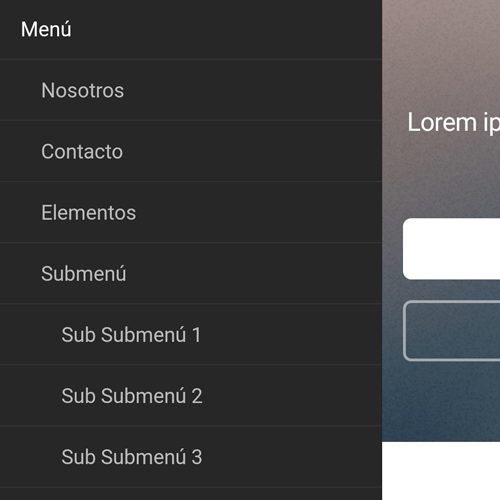 Menú
Nosotros
Contacto
Elementos
Submenú
Sub Submenú 1
Sub Submenú 2
Sub Submenú 3
Lorem ip